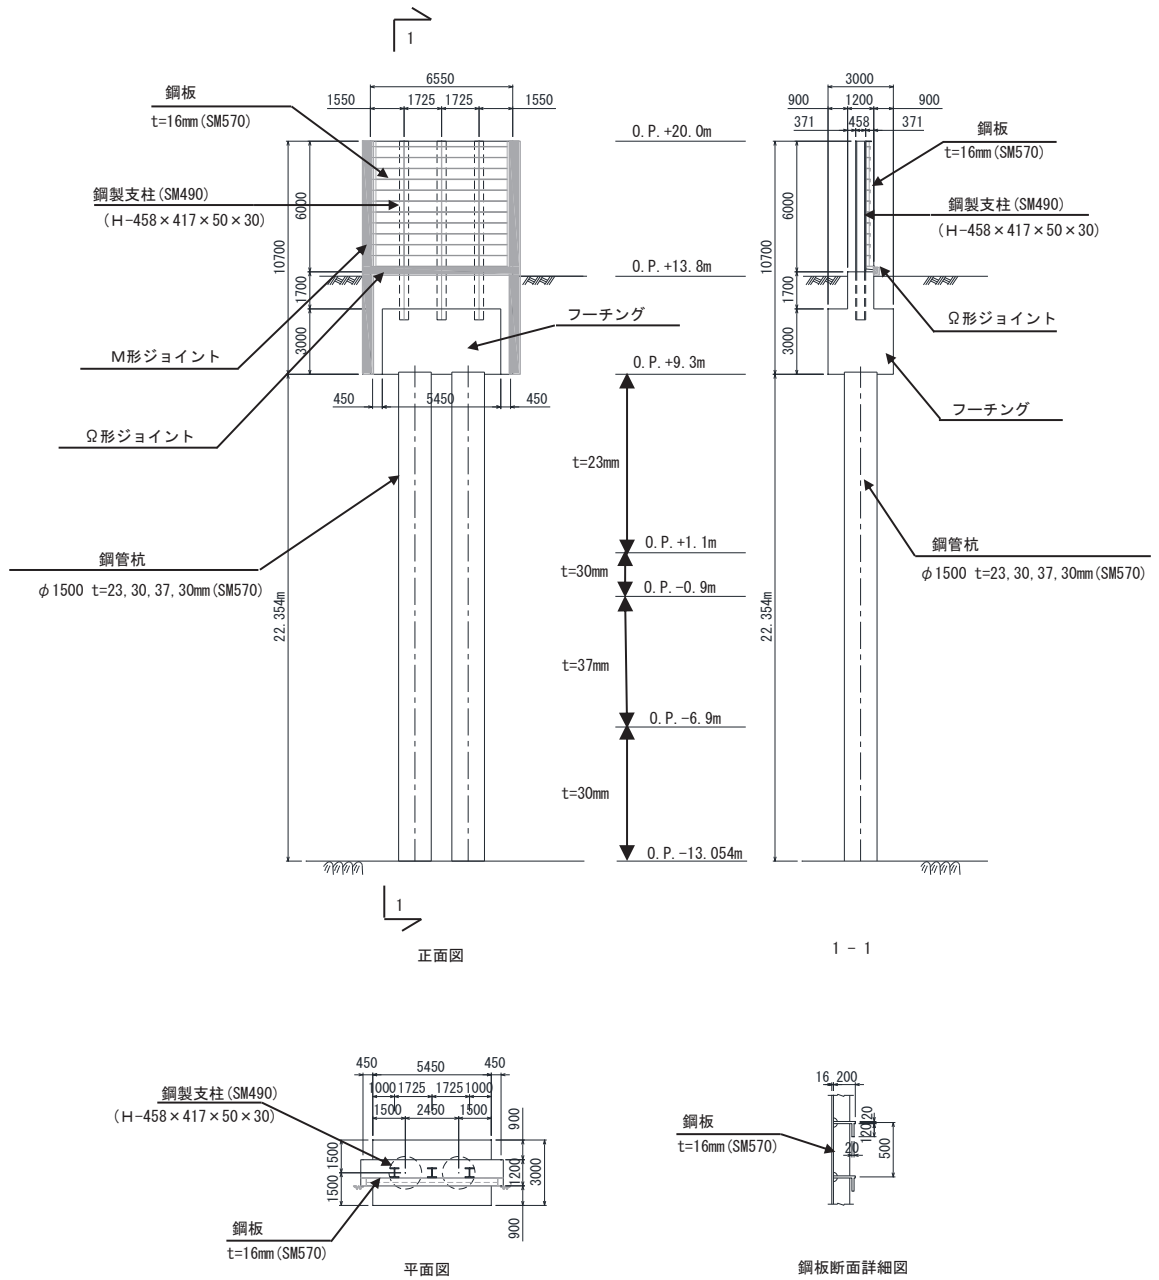 1
6550
1550
1725
1725
1550
鋼板
t=16mm(SM570)
鋼製支柱(SM490)
(H-458×417×50×30)
6000
10700
1700
3000
M形ジョイント
Ω形ジョイント
フーチング
450
5450
450
鋼管杭
φ1500 t=23,30,37,30mm(SM570)
22.354m
1
正面図
O.P.+20.0m
O.P.+13.8m
O.P.+9.3m
t=23mm
O.P.+1.1m
t=30mm
O.P.-0.9m
t=37mm
O.P.-6.9m
t=30mm
O.P.-13.054m
3000
900
1200
900
371
458
371
鋼板
t=16mm(SM570)
鋼製支柱(SM490)
(H-458×417×50×30)
6000
10700
1700
3000
Ω形ジョイント
フーチング
鋼管杭
φ1500 t=23,30,37,30mm(SM570)
22.354m
1 - 1
450
5450
450
1000
1725
1725
1000
1500
2450
1500
鋼製支柱(SM490)
(H-458×417×50×30)
900
1500
1500
1200
3000
900
鋼板
t=16mm(SM570)
平面図
16
200
鋼板
t=16mm(SM570)
120
120
20
500
鋼板断面詳細図